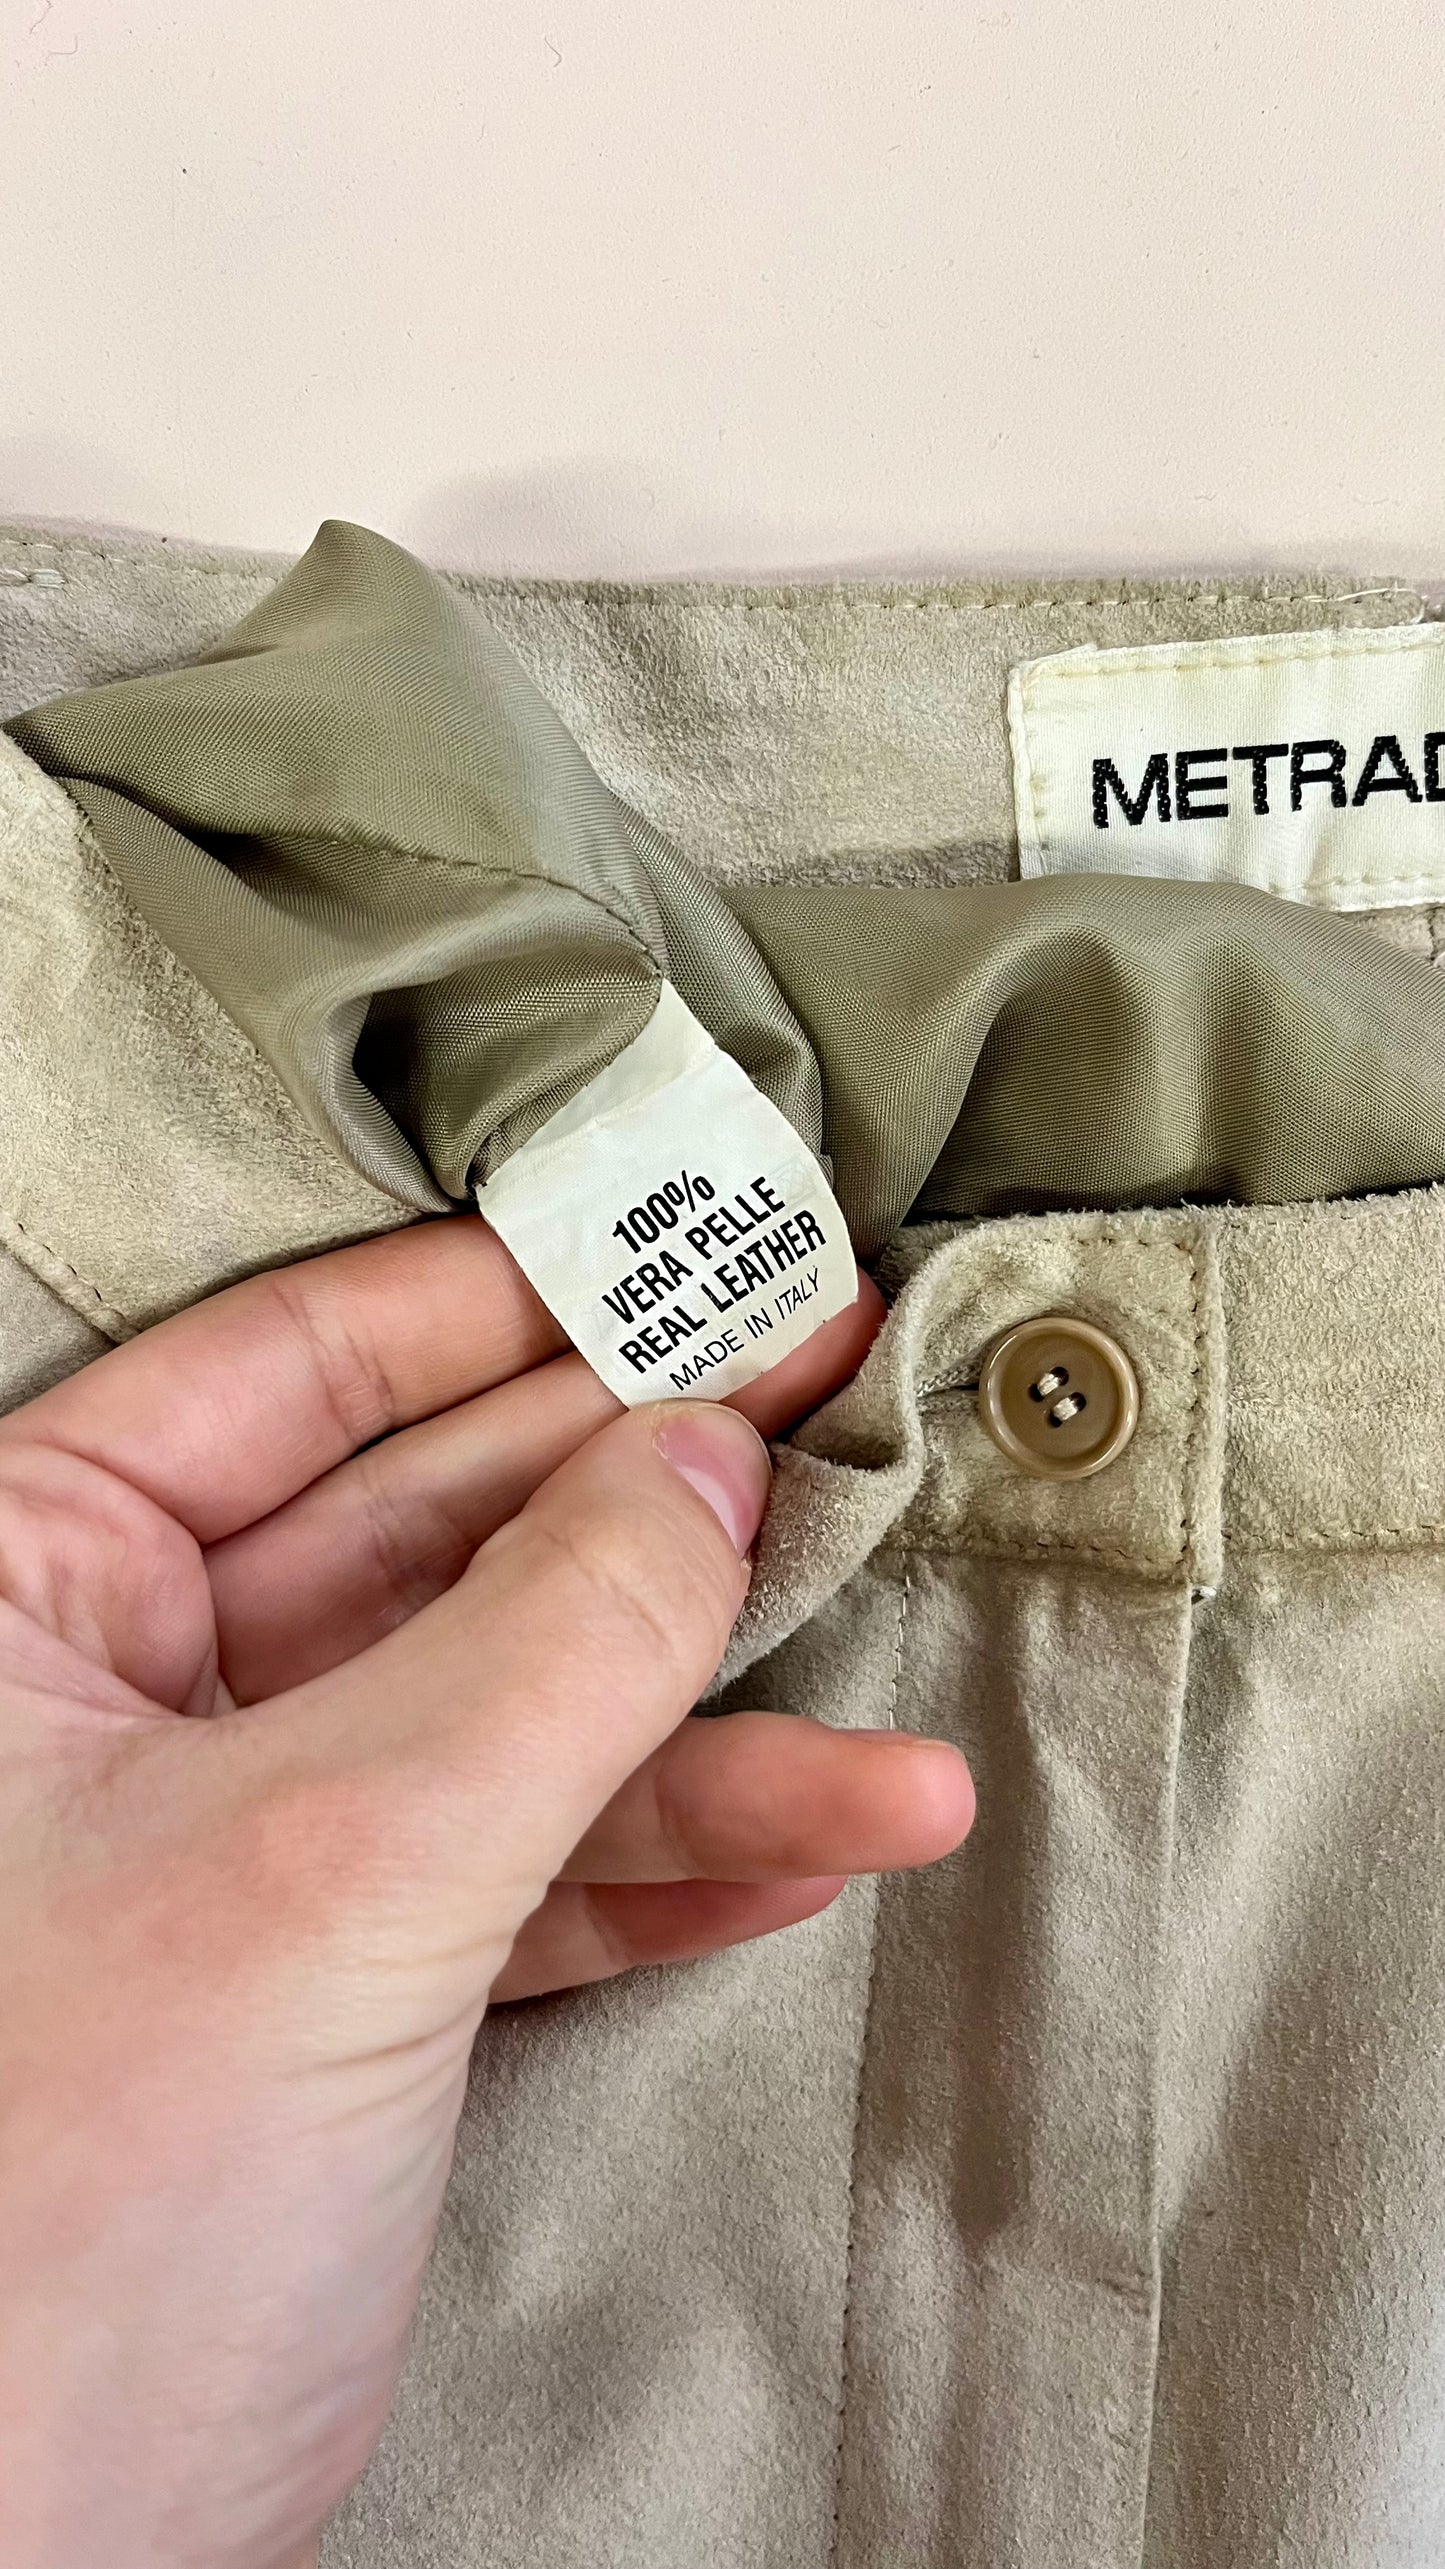 METRAD
100%
VERA PELLE
REAL LEATHER
MADE IN ITALY